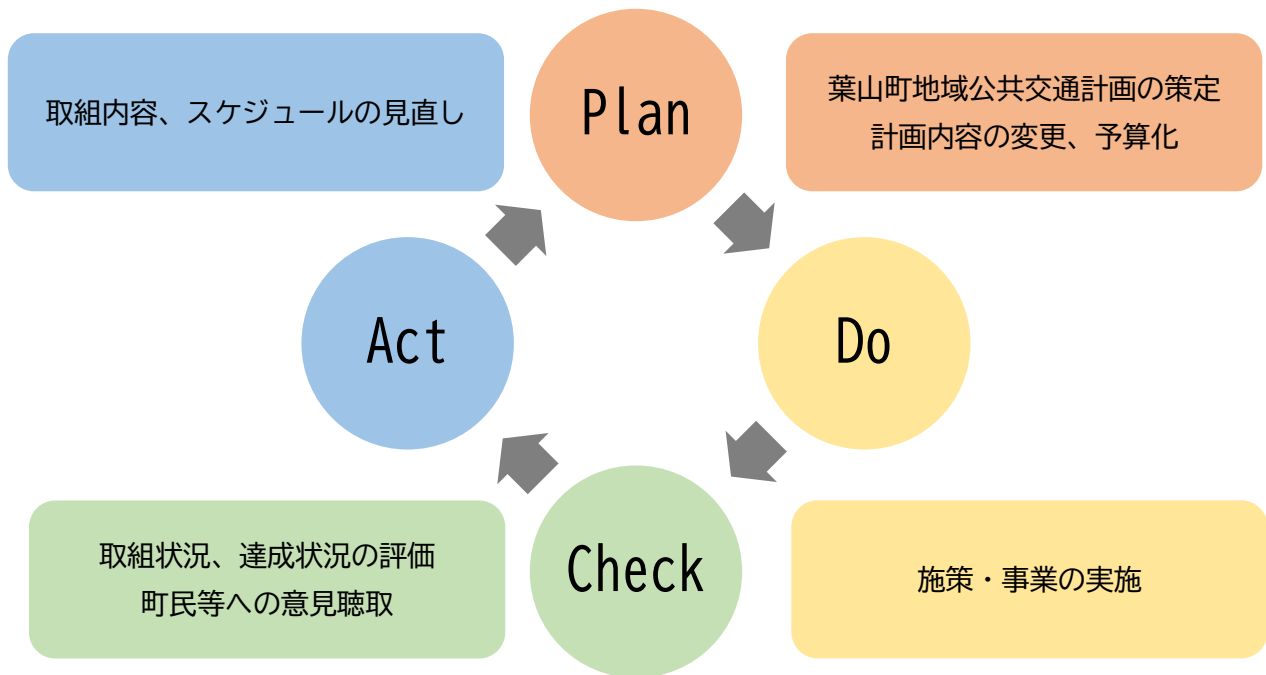 Plan
葉山町地域公共交通計画の策定
計画内容の変更、予算化
Do
施策・事業の実施
Check
取組状況、達成状況の評価
町民等への意見聴取
Act
取組内容、スケジュールの見直し